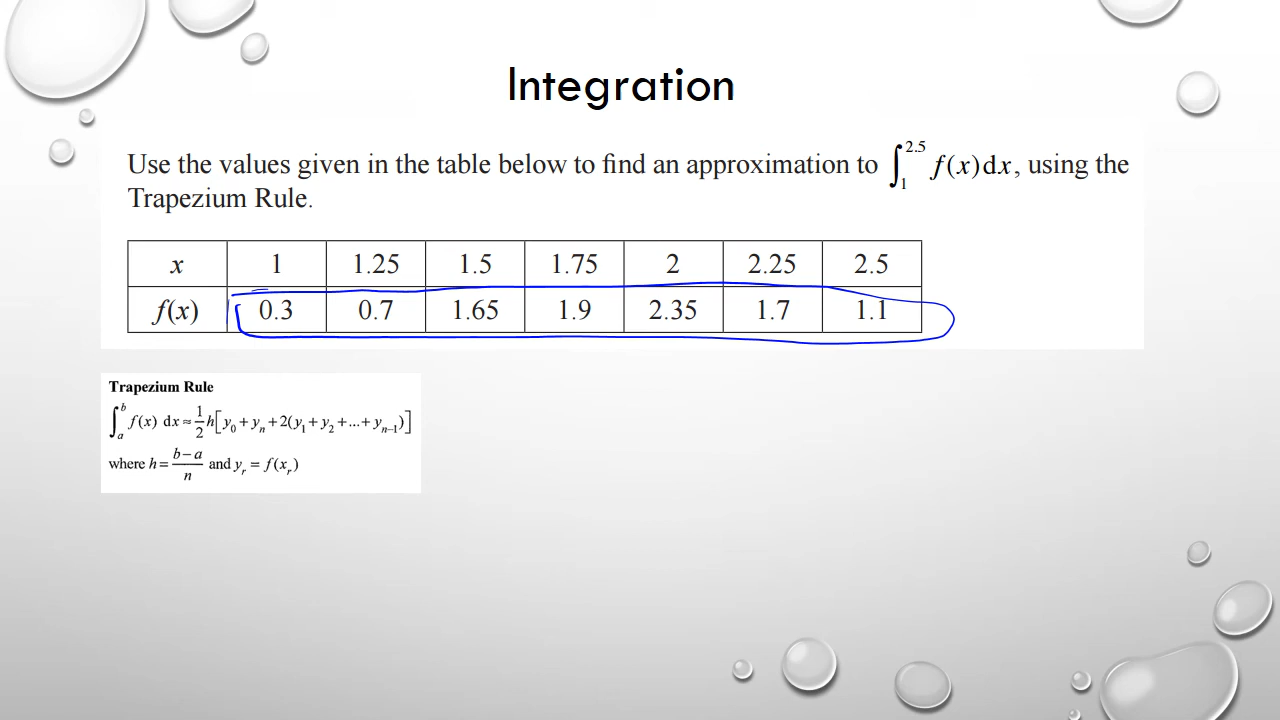 Integration
Use the values given in the table below to find an approximation to ∫₁^2.5 f(x)dx, using the
Trapezium Rule.
x 1 1.25 1.5 1.75 2 2.25 2.5
f(x) 0.3 0.7 1.65 1.9 2.35 1.7 1.1
Trapezium Rule
∫ₐᵇ f(x) dx ≈ 1/2 h[y₀ + yₙ + 2(y₁ + y₂ + ... + yₙ₋₁)]
where h = b − a / n and yᵣ = f(xᵣ)